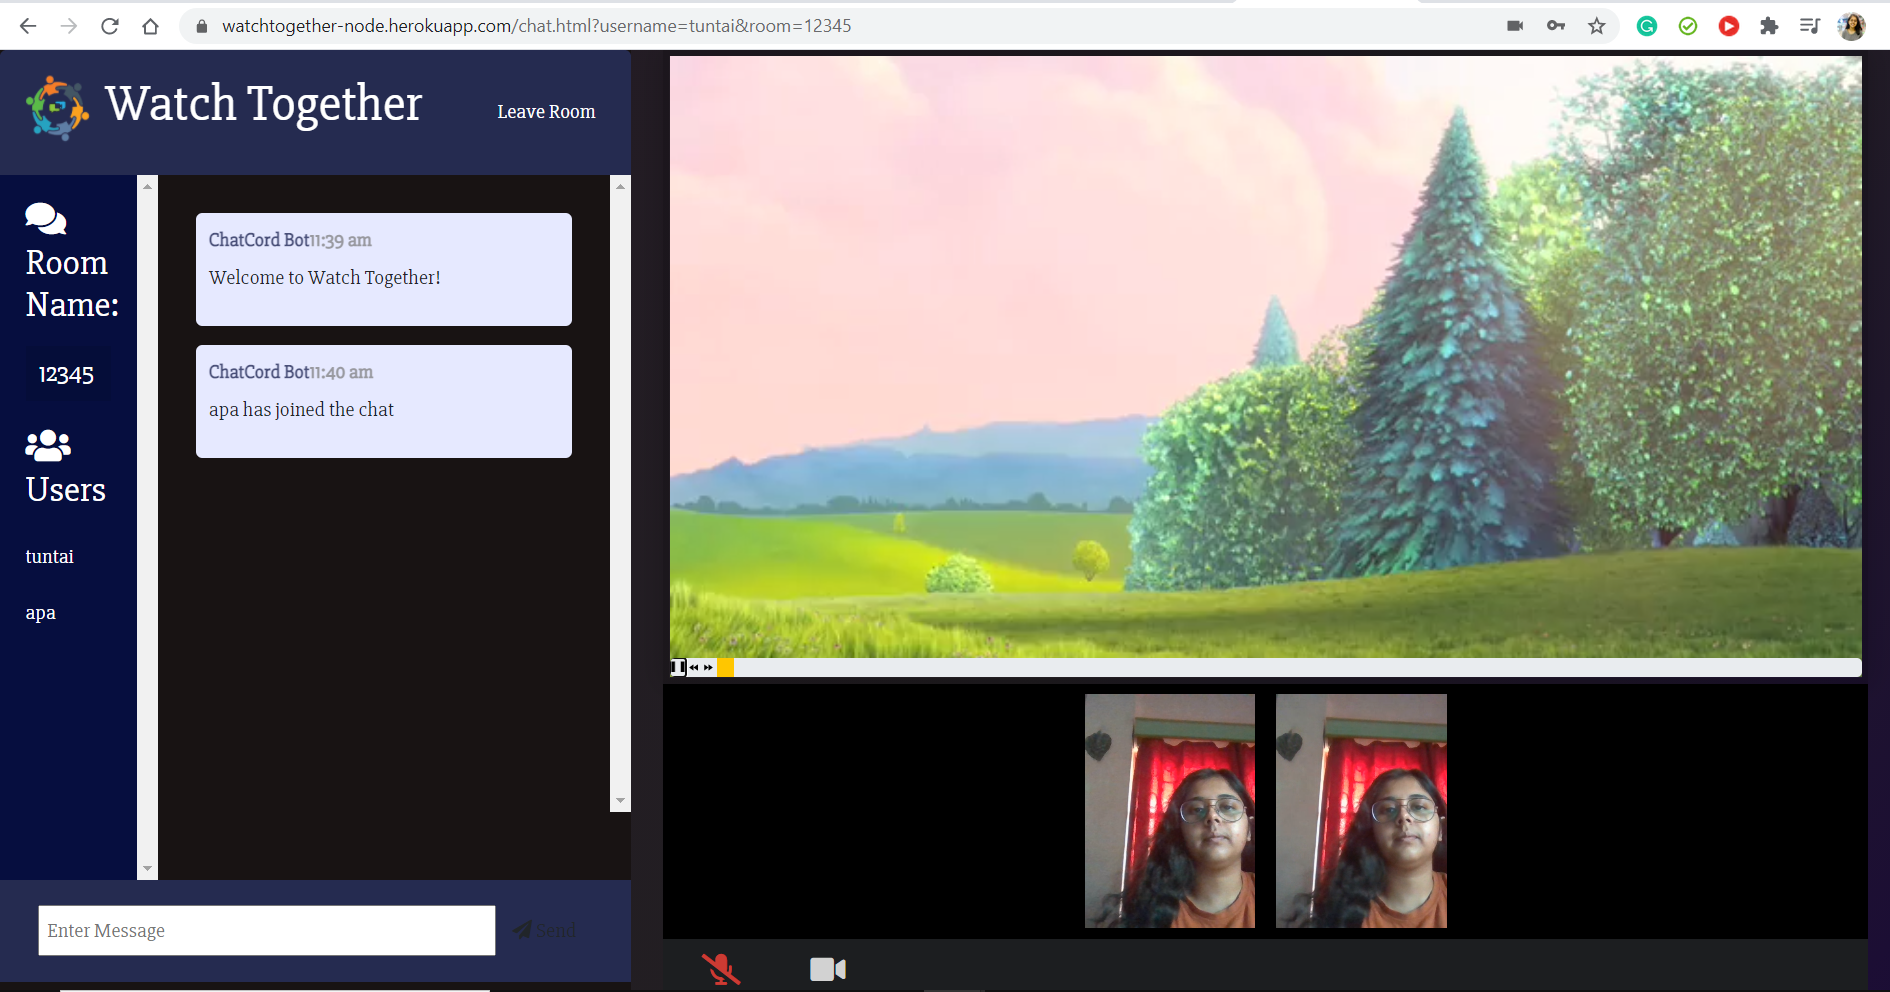 watchtogether-node.herokuapp.com/chat.html?username=tuntai&room=12345
Watch Together
Leave Room
Room
Name:
12345
Users
tuntai
apa
ChatCord Bot11:39 am
Welcome to Watch Together!
ChatCord Bot11:40 am
apa has joined the chat
Enter Message
Send